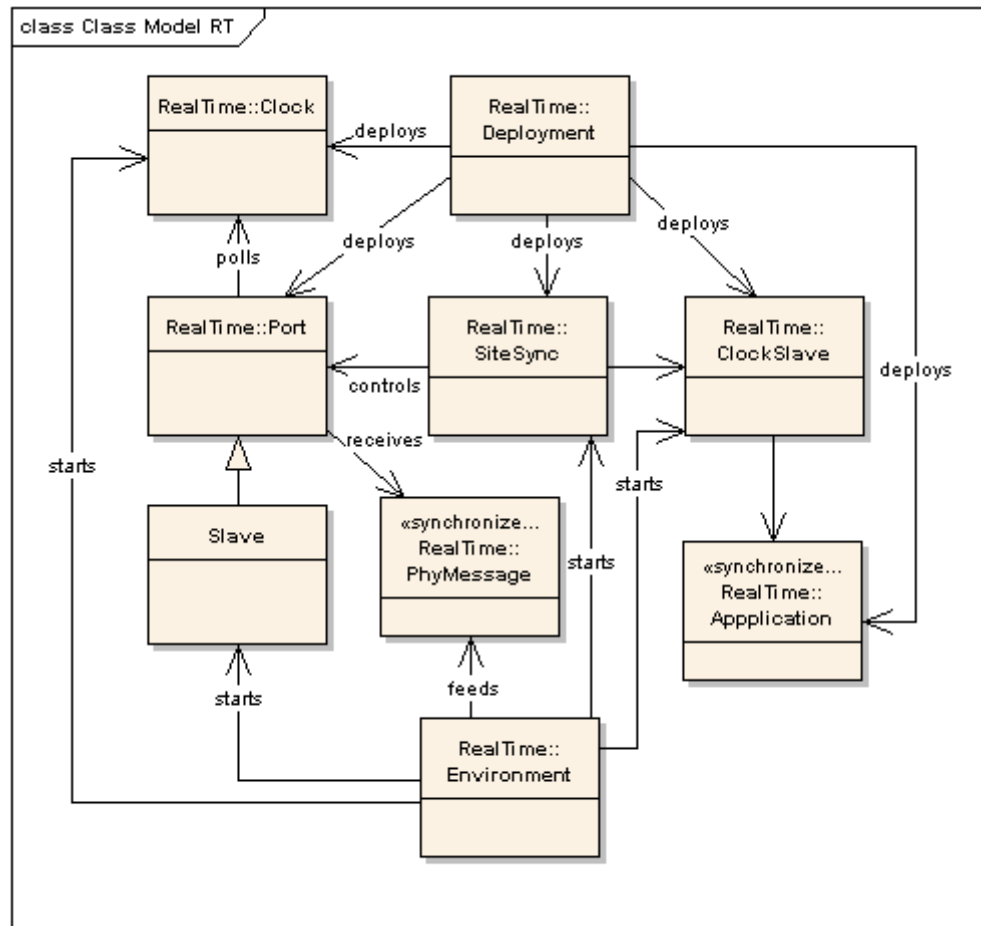 class Class Model RT
RealTime::Clock
RealTime::
Deployment
deploys
deploys
deploys
deploys
polls
RealTime::Port
RealTime::
SiteSync
RealTime::
ClockSlave
deploys
controls
receives
starts
starts
Slave
«synchronize...
RealTime::
PhyMessage
starts
«synchronize...
RealTime::
Appplication
starts
feeds
RealTime::
Environment